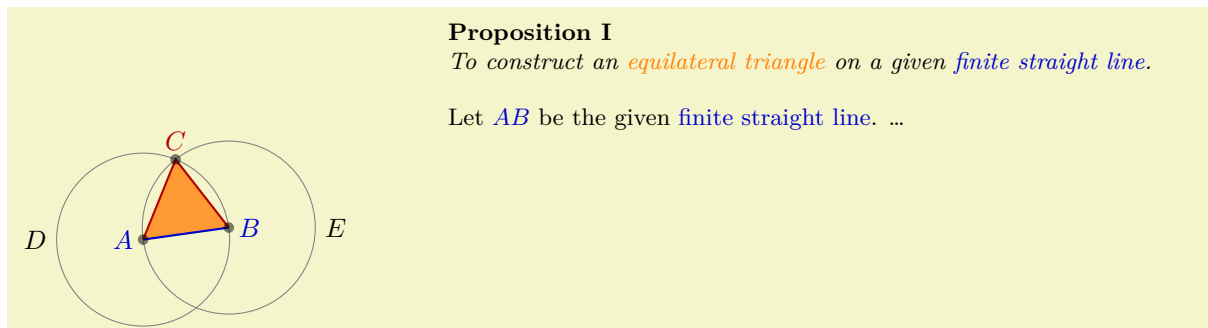 Proposition I
To construct an equilateral triangle on a given finite straight line.
Let AB be the given finite straight line. ...
C
D
A
B
E